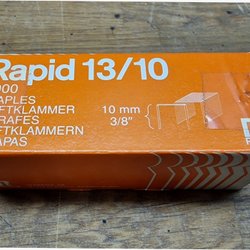 Rapid 13/10
000
APLES
FTKLAMMER
RAFES
FTKLAMMERN
APAS
10 mm
3/8"